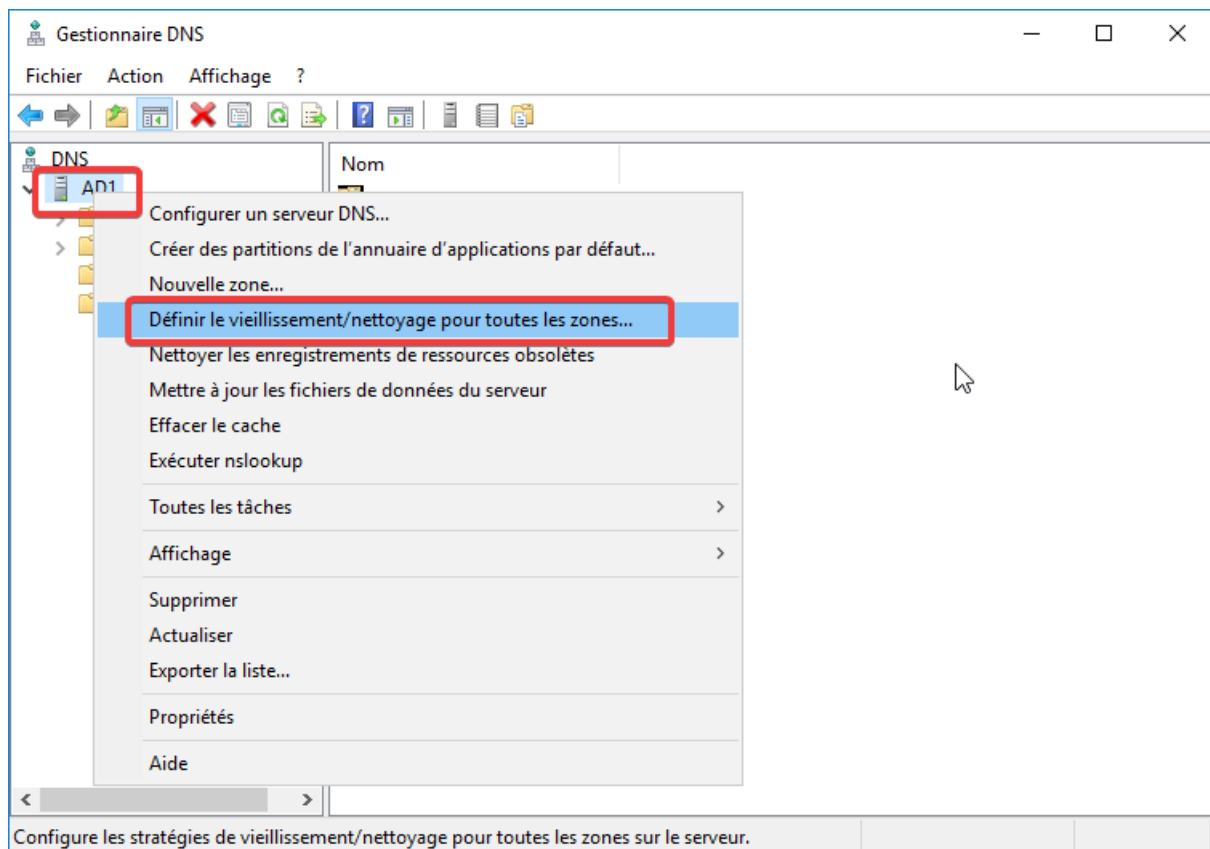 Gestionnaire DNS
Fichier Action Affichage ?
DNS
Nom
AD1
Configurer un serveur DNS...
Créer des partitions de l'annuaire d'applications par défaut...
Nouvelle zone...
Définir le vieillissement/nettoyage pour toutes les zones...
Nettoyer les enregistrements de ressources obsolètes
Mettre à jour les fichiers de données du serveur
Effacer le cache
Exécuter nslookup
Toutes les tâches
Affichage
Supprimer
Actualiser
Exporter la liste...
Propriétés
Aide
Configure les stratégies de vieillissement/nettoyage pour toutes les zones sur le serveur.